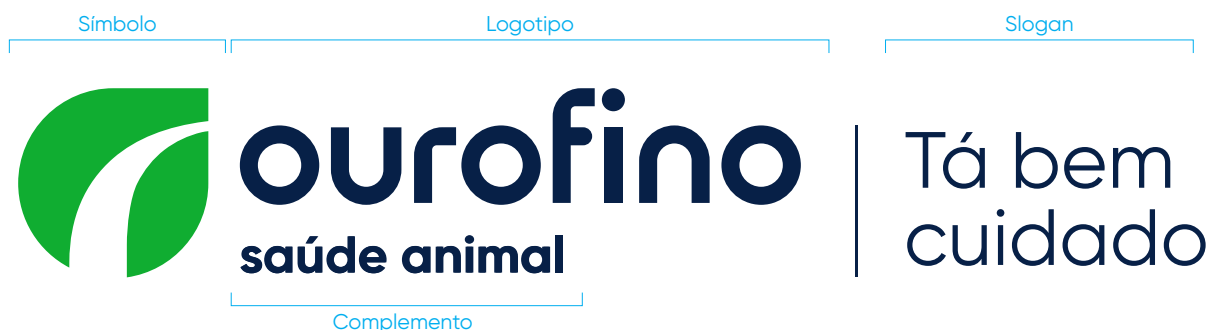 Símbolo
Logotipo
Slogan
ourofino
saúde animal
Tá bem
cuidado
Complemento